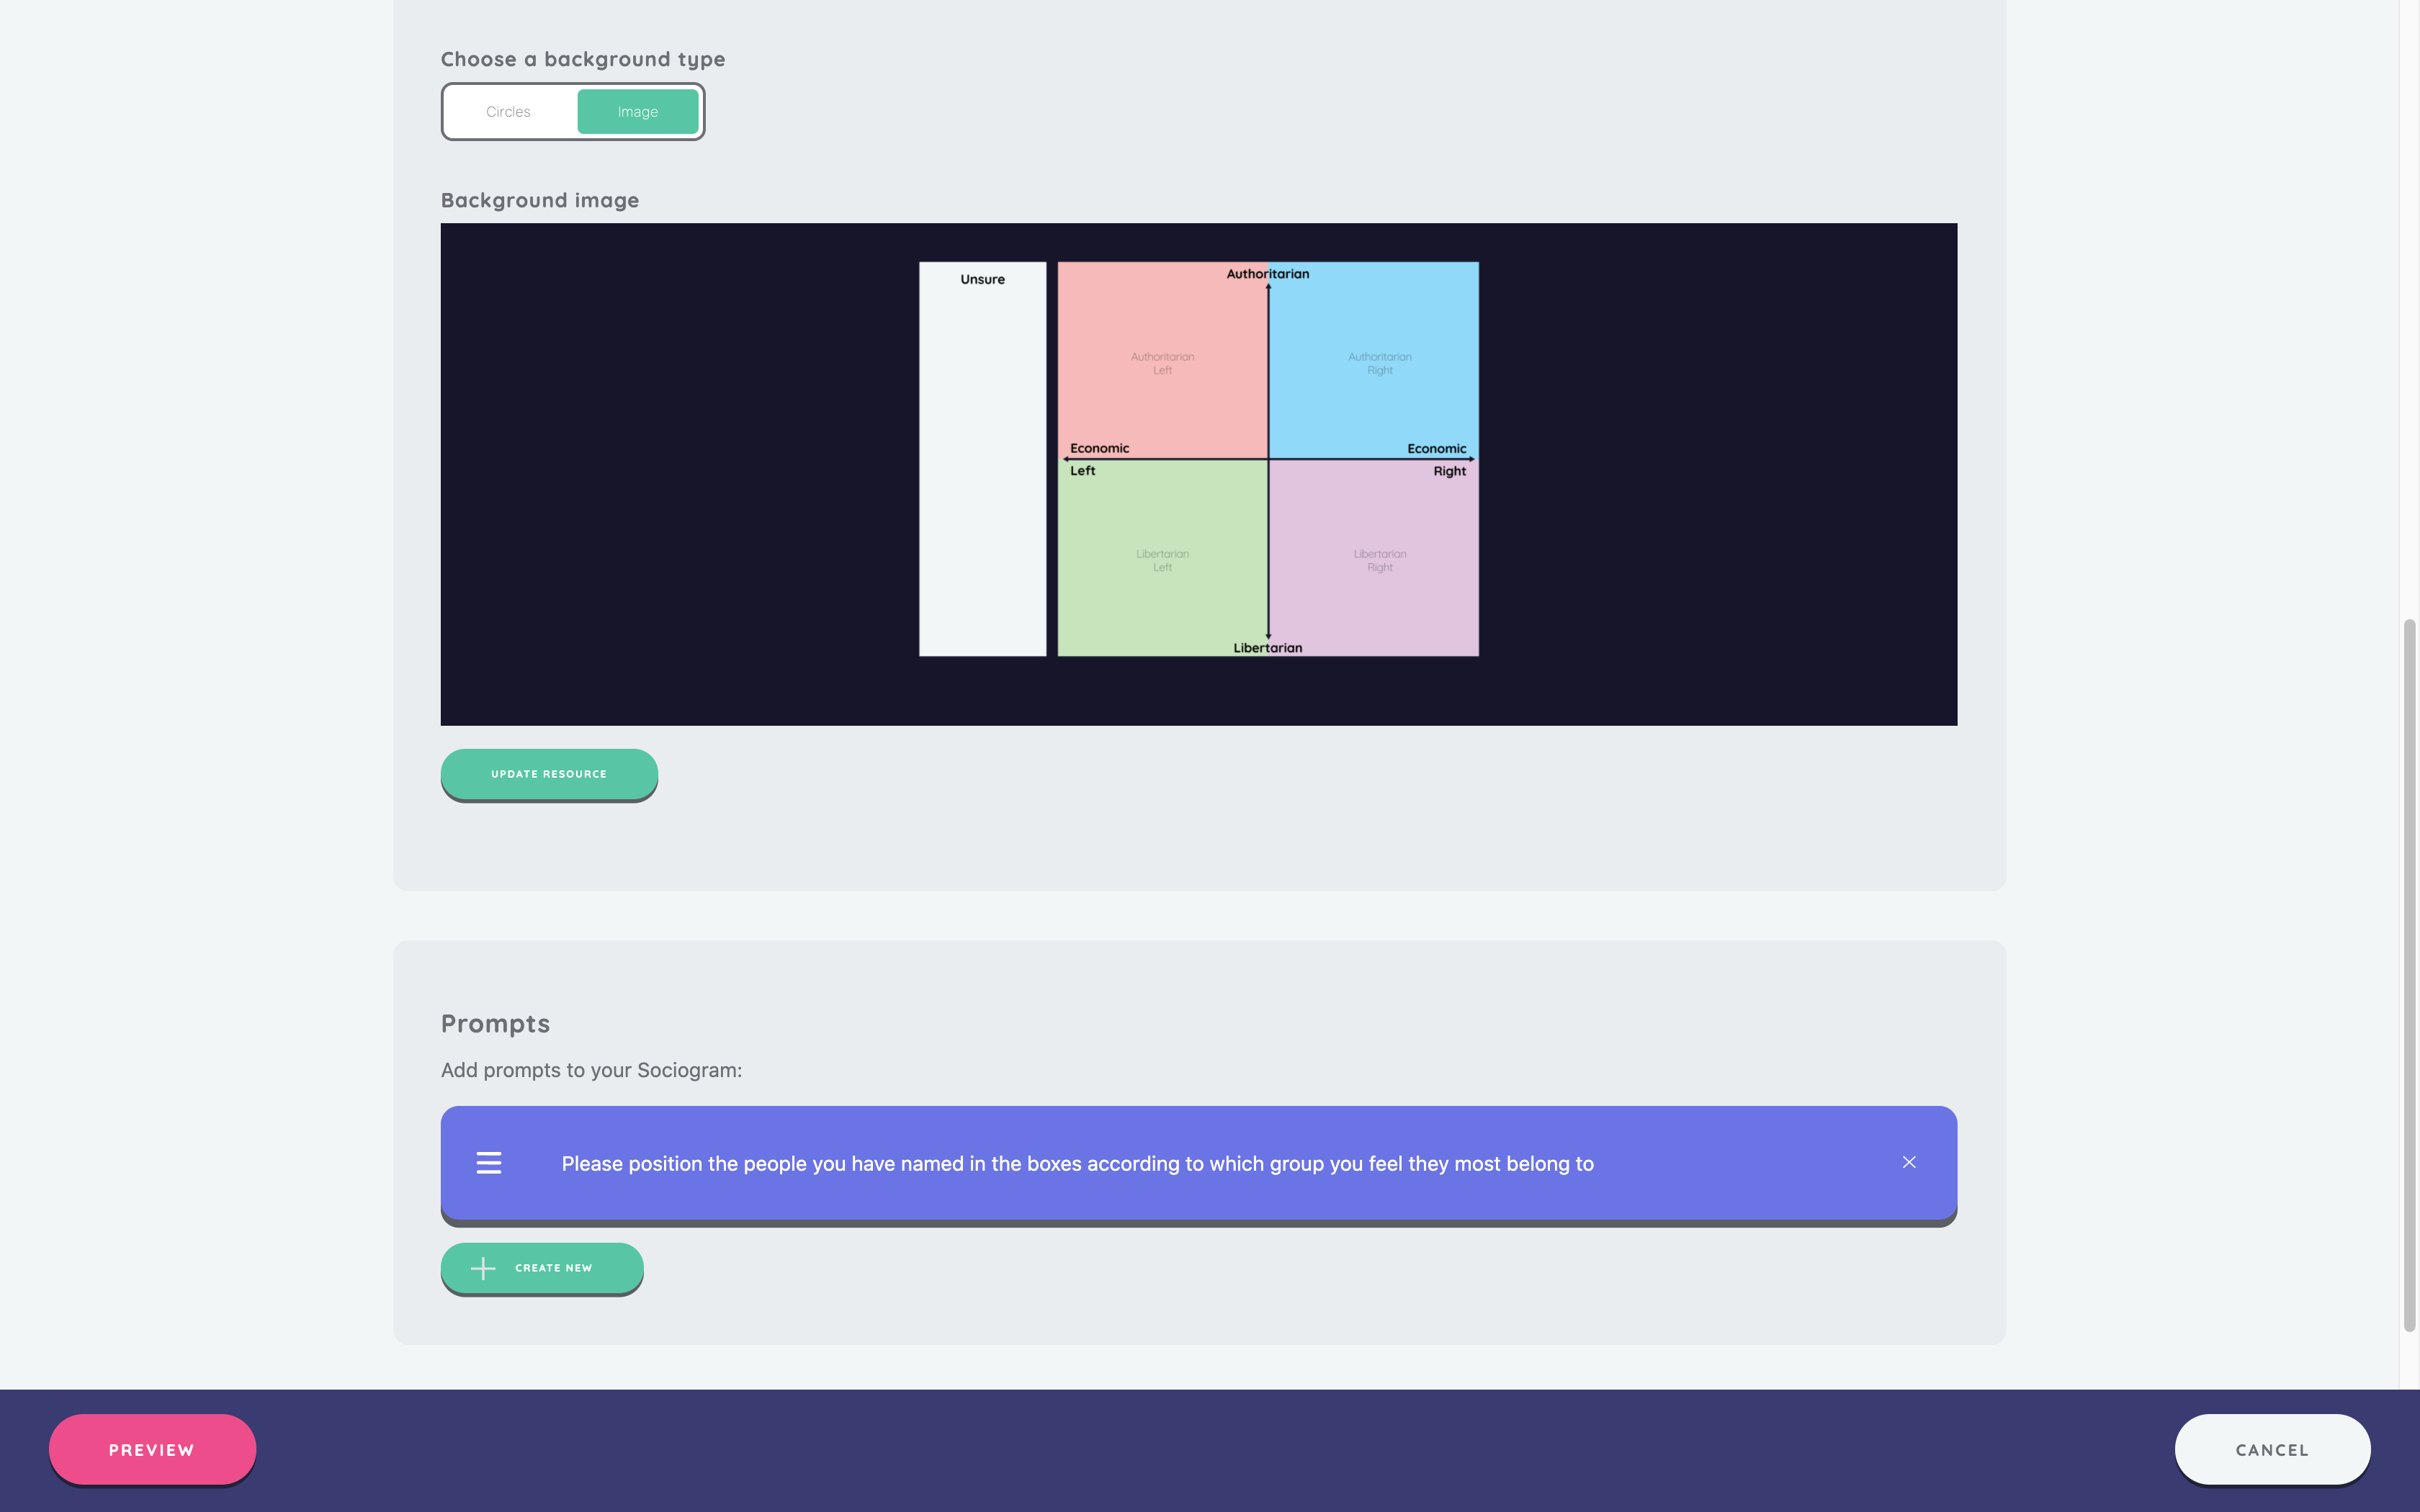 Choose a background type
Circles
Image
Background image
Unsure
Authoritarian
Authoritarian
Left
Authoritarian
Right
Economic
Left
Economic
Right
Libertarian
Left
Libertarian
Right
Libertarian
UPDATE RESOURCE
Prompts
Add prompts to your Sociogram:
Please position the people you have named in the boxes according to which group you feel they most belong to
CREATE NEW
PREVIEW
CANCEL